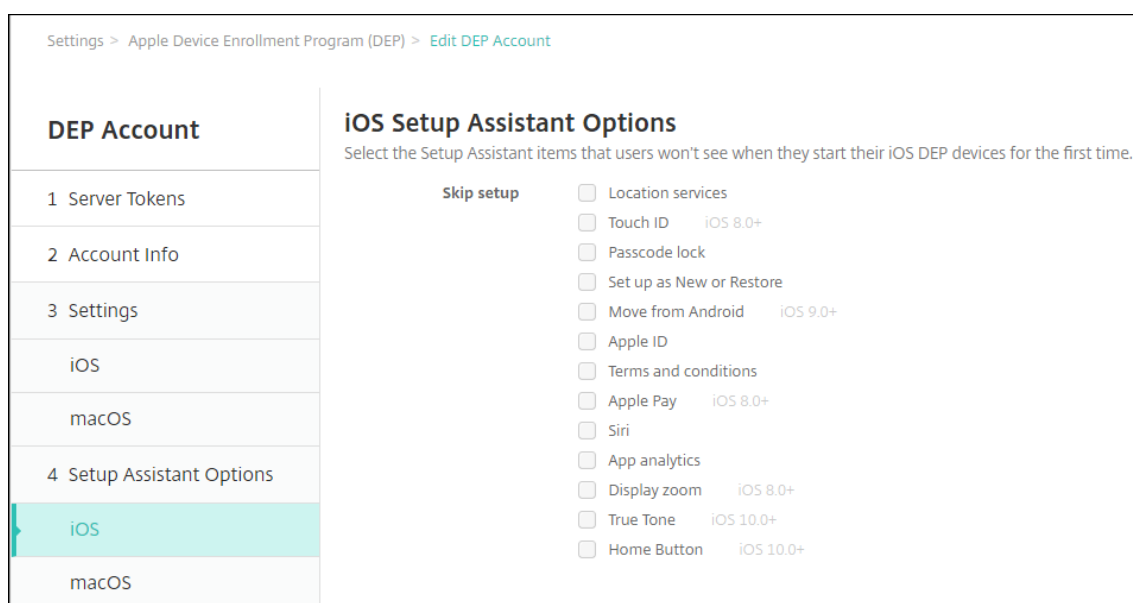 Settings > Apple Device Enrollment Program (DEP) > Edit DEP Account
DEP Account
1 Server Tokens
2 Account Info
3 Settings
iOS
macOS
4 Setup Assistant Options
iOS
macOS
iOS Setup Assistant Options
Select the Setup Assistant items that users won't see when they start their iOS DEP devices for the first time.
Skip setup
Location services
Touch ID iOS 8.0+
Passcode lock
Set up as New or Restore
Move from Android iOS 9.0+
Apple ID
Terms and conditions
Apple Pay iOS 8.0+
Siri
App analytics
Display zoom iOS 8.0+
True Tone iOS 10.0+
Home Button iOS 10.0+